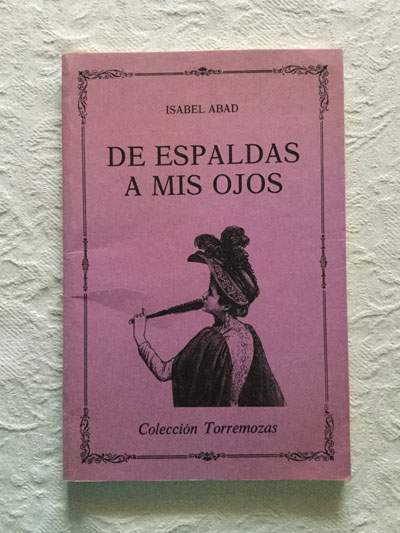 ISABEL ABAD
DE ESPALDAS
A MIS OJOS
Colección Torremozas